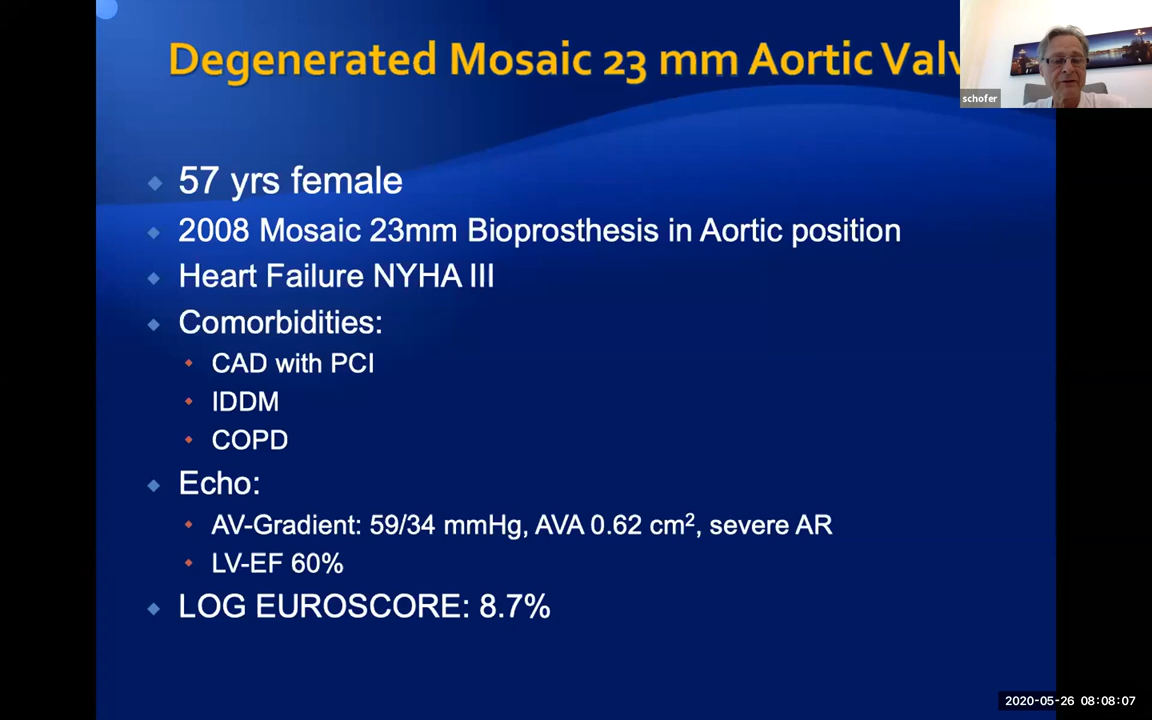 Degenerated Mosaic 23 mm Aortic
schofer
57 yrs female
2008 Mosaic 23mm Bioprosthesis in Aortic position
Heart Failure NYHA III
Comorbidities:
CAD with PCI
IDDM
COPD
Echo:
AV-Gradient: 59/34 mmHg, AVA 0.62 cm², severe AR
LV-EF 60%
LOG EUROSCORE: 8.7%
2020-05-26 08:08:07